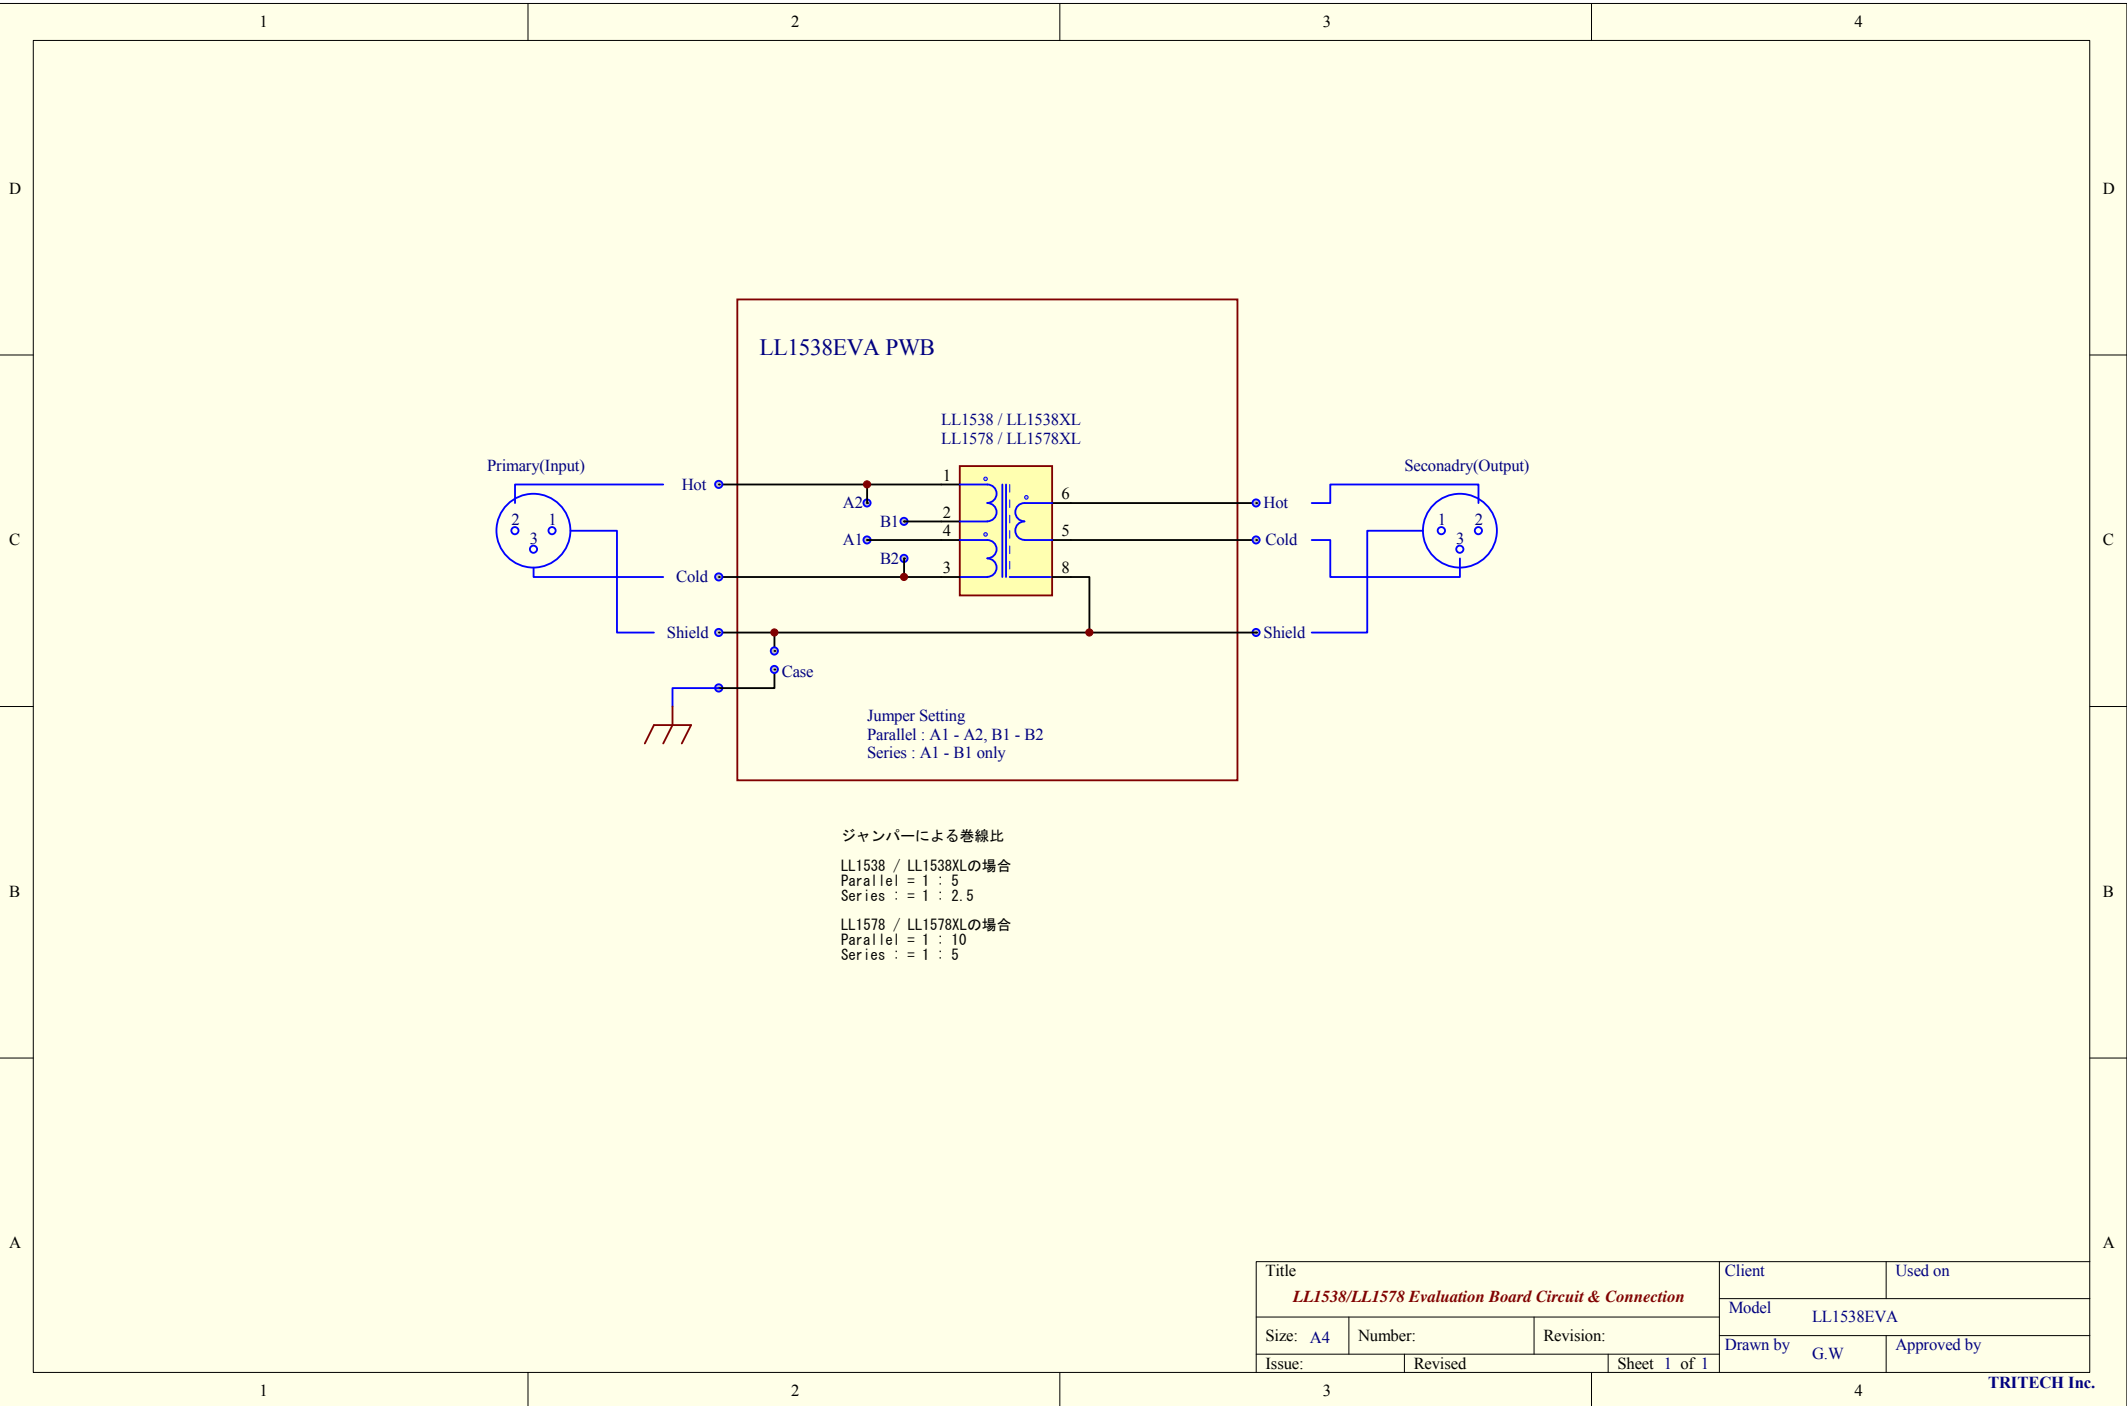 1 2 3 4
D D
LL1538EVA PWB
LL1538 / LL1538XL
LL1578 / LL1578XL
Primary(Input)
Seconadry(Output)
Hot
1
A2
6
Hot
2 1
3
B1
2
1 2
3
A1
4
5
Cold
C C
B2
Cold
3
8
Shield
Shield
Case
Jumper Setting
Parallel : A1 - A2, B1 - B2
Series : A1 - B1 only
ジャンパーによる巻線比
LL1538 / LL1538XLの場合
Parallel = 1 : 5
Series : = 1 : 2.5
B B
LL1578 / LL1578XLの場合
Parallel = 1 : 10
Series : = 1 : 5
A A
Title
LL1538/LL1578 Evaluation Board Circuit & Connection
Client
Used on
Model LL1538EVA
Size: A4
Number:
Revision:
Drawn by G.W
Approved by
Issue:
Revised
Sheet 1 of 1
TRITECH Inc.
1 2 3 4